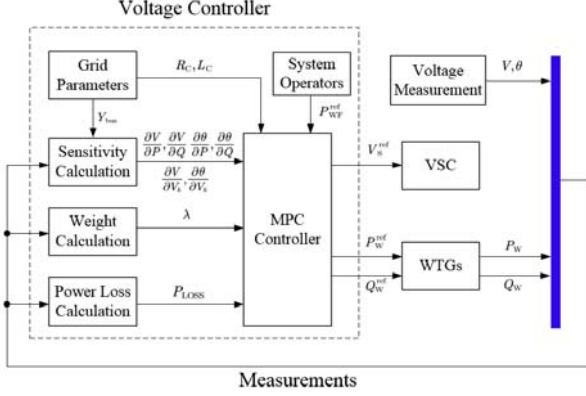 Voltage Controller
Grid
Parameters
R_C, L_C
System
Operators
Voltage
Measurement
V, θ
Y_bus
P_WF^ref
Sensitivity
Calculation
∂V/∂P, ∂V/∂Q, ∂θ/∂P, ∂θ/∂Q
∂V/∂V_s, ∂θ/∂V_s
V_S^ref
VSC
MPC
Controller
Weight
Calculation
λ
P_W^ref
Q_W^ref
WTGs
P_W
Q_W
Power Loss
Calculation
P_LOSS
Measurements